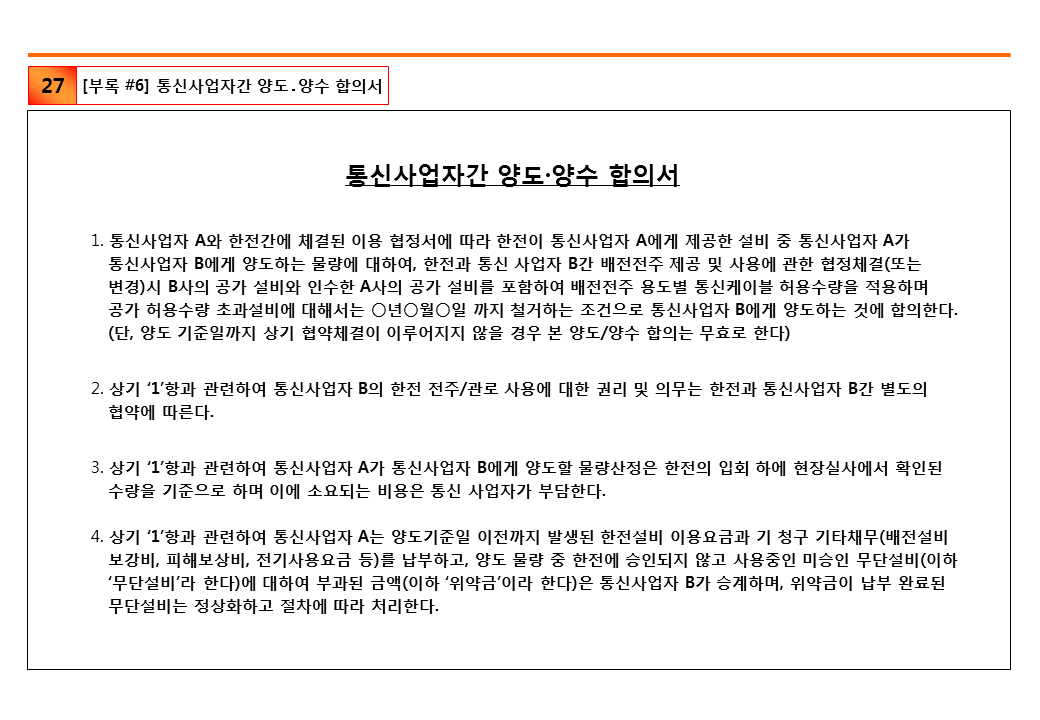 27 [부록 #6] 통신사업자간 양도.양수 합의서
통신사업자간 양도·양수 합의서
1. 통신사업자 A와 한전간에 체결된 이용 협정서에 따라 한전이 통신사업자 A에게 제공한 설비 중 통신사업자 A가
통신사업자 B에게 양도하는 물량에 대하여, 한전과 통신 사업자 B간 배전전주 제공 및 사용에 관한 협정체결(또는
변경)시 B사의 공가 설비와 인수한 A사의 공가 설비를 포함하여 배전전주 용도별 통신케이블 허용수량을 적용하며
공가 허용수량 초과설비에 대해서는 ○년○월○일 까지 철거하는 조건으로 통신사업자 B에게 양도하는 것에 합의한다.
(단, 양도 기준일까지 상기 협약체결이 이루어지지 않을 경우 본 양도/양수 합의는 무효로 한다)
2. 상기 ‘1’항과 관련하여 통신사업자 B의 한전 전주/관로 사용에 대한 권리 및 의무는 한전과 통신사업자 B간 별도의
협약에 따른다.
3. 상기 ‘1’항과 관련하여 통신사업자 A가 통신사업자 B에게 양도할 물량산정은 한전의 입회 하에 현장실사에서 확인된
수량을 기준으로 하며 이에 소요되는 비용은 통신 사업자가 부담한다.
4. 상기 ‘1’항과 관련하여 통신사업자 A는 양도기준일 이전까지 발생된 한전설비 이용요금과 기 청구 기타채무(배전설비
보강비, 피해보상비, 전기사용요금 등)를 납부하고, 양도 물량 중 한전에 승인되지 않고 사용중인 미승인 무단설비(이하
‘무단설비’라 한다)에 대하여 부과된 금액(이하 ‘위약금’이라 한다)은 통신사업자 B가 승계하며, 위약금이 납부 완료된
무단설비는 정상화하고 절차에 따라 처리한다.